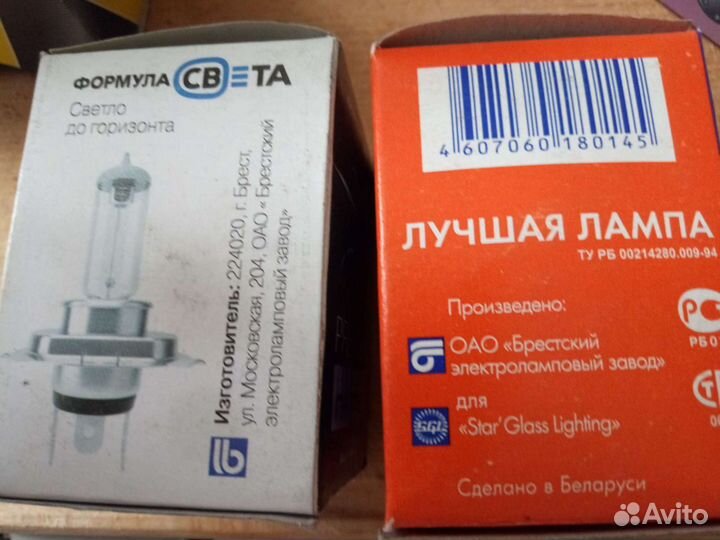 ФОРМУЛА СВЕТА
Светло
до горизонта
Изготовитель: 224020, г. Брест,
ул. Московская, 204, ОАО « Брестский
электроламповый завод»
4 607060 180145
ЛУЧШАЯ ЛАМПА
ТУ РБ 00214280.009-94
Произведено:
ОАО «Брестский
электроламповый завод»
для
SGL
«Star'Glass Lighting»
Сделано в Беларуси
Avito